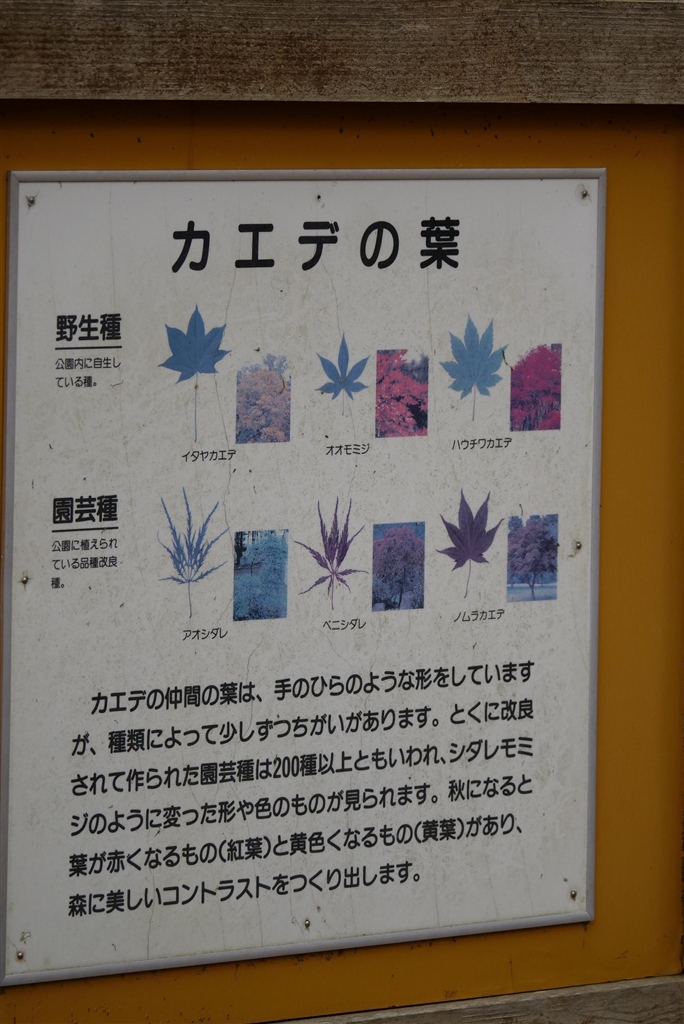 カエデの葉
野生種
公園内に自生し
ている種。
イタヤカエデ
オオモミジ
ハウチワカエデ
園芸種
公園に植えられ
ている品種改良
種。
アオシダレ
ベニシダレ
ノムラカエデ
カエデの仲間の葉は、手のひらのような形をしています
が、種類によって少しずつちがいがあります。とくに改良
されて作られた園芸種は200種以上ともいわれ、シダレモミ
ジのように変った形や色のものが見られます。秋になると
葉が赤くなるもの(紅葉)と黄色くなるもの(黄葉)があり、
森に美しいコントラストをつくり出します。